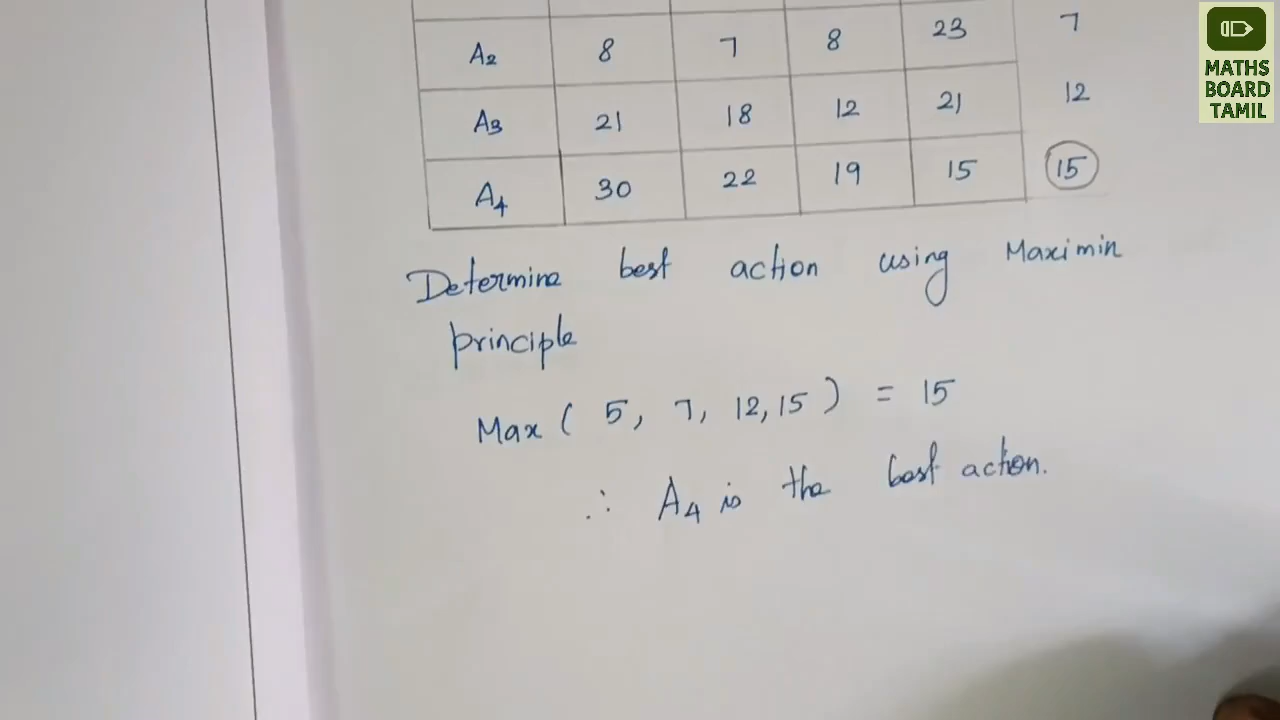 A2 8 7 8 23 7
A3 21 18 12 21 12
A4 30 22 19 15 15
Determine best action using Maximin
principle
Max ( 5, 7, 12, 15 ) = 15
∴ A4 is the best action.
MATHS
BOARD
TAMIL